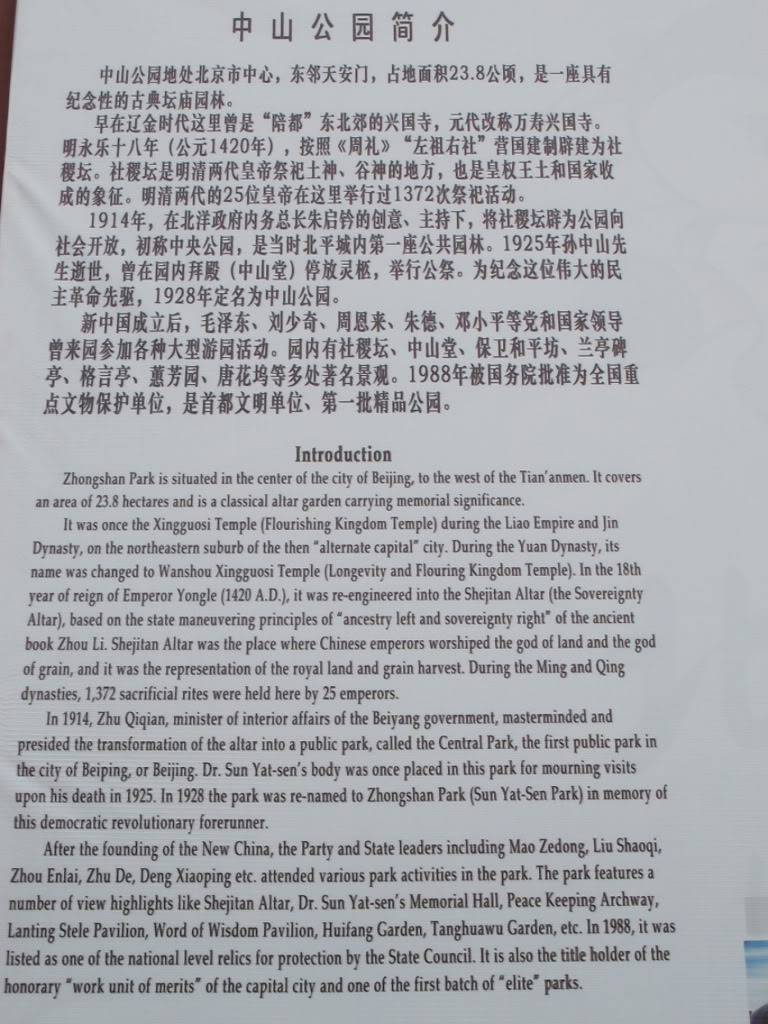 中山公园简介
中山公园地处北京市中心，东邻天安门，占地面积23.8公顷，是一座具有
纪念性的古典坛庙园林。
早在辽金时代这里曾是“陪都”东北郊的兴国寺，元代改称万寿兴国寺。
明永乐十八年（公元1420年），按照《周礼》“左祖右社”营国建制辟建为社
稷坛。社稷坛是明清两代皇帝祭祀土神、谷神的地方，也是皇权王土和国家收
成的象征。明清两代的25位皇帝在这里举行过1372次祭祀活动。
1914年，在北洋政府内务总长朱启钤的创意、主持下，将社稷坛辟为公园向
社会开放，初称中央公园，是当时北平城内第一座公共园林。1925年孙中山先
生逝世，曾在园内拜殿（中山堂）停放灵柩，举行公祭。为纪念这位伟大的民
主革命先驱，1928年定名为中山公园。
新中国成立后，毛泽东、刘少奇、周恩来、朱德、邓小平等党和国家领导
曾来园参加各种大型游园活动。园内有社稷坛、中山堂、保卫和平坊、兰亭碑
亭、格言亭、蕙芳园、唐花坞等多处著名景观。1988年被国务院批准为全国重
点文物保护单位，是首都文明单位、第一批精品公园。
Introduction
Zhongshan Park is situated in the center of the city of Beijing, to the west of the Tian'anmen. It covers
an area of 23.8 hectares and is a classical altar garden carrying memorial significance.
It was once the Xingguosi Temple (Flourishing Kingdom Temple) during the Liao Empire and Jin
Dynasty, on the northeastern suburb of the then "alternate capital" city. During the Yuan Dynasty, its
name was changed to Wanshou Xingguosi Temple (Longevity and Flouring Kingdom Temple). In the 18th
year of reign of Emperor Yongle (1420 A.D.), it was re-engineered into the Shejitan Altar (the Sovereignty
Altar), based on the state maneuvering principles of "ancestry left and sovereignty right" of the ancient
book Zhou Li. Shejitan Altar was the place where Chinese emperors worshiped the god of land and the god
of grain, and it was the representation of the royal land and grain harvest. During the Ming and Qing
dynasties, 1,372 sacrificial rites were held here by 25 emperors.
In 1914, Zhu Qiqian, minister of interior affairs of the Beiyang government, masterminded and
presided the transformation of the altar into a public park, called the Central Park, the first public park in
the city of Beiping, or Beijing. Dr. Sun Yat-sen's body was once placed in this park for mourning visits
upon his death in 1925. In 1928 the park was re-named to Zhongshan Park (Sun Yat-Sen Park) in memory of
this democratic revolutionary forerunner.
After the founding of the New China, the Party and State leaders including Mao Zedong, Liu Shaoqi,
Zhou Enlai, Zhu De, Deng Xiaoping etc. attended various park activities in the park. The park features a
number of view highlights like Shejitan Altar, Dr. Sun Yat-sen's Memorial Hall, Peace Keeping Archway,
Lanting Stele Pavilion, Word of Wisdom Pavilion, Huifang Garden, Tanghuawu Garden, etc. In 1988, it was
listed as one of the national level relics for protection by the State Council. It is also the title holder of the
honorary "work unit of merits" of the capital city and one of the first batch of "elite" parks.